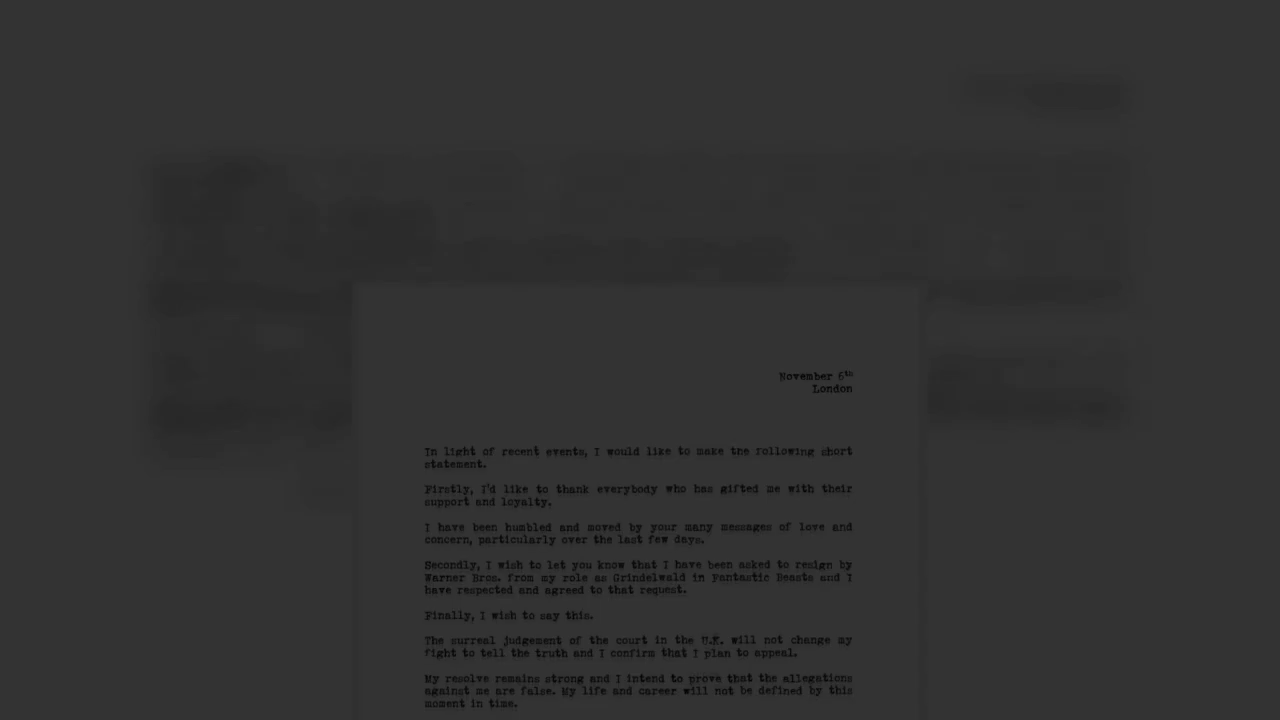 November 6th
London
In light of recent events, I would like to make the following short
statement.
Firstly, I'd like to thank everybody who has gifted me with their
support and loyalty.
I have been humbled and moved by your many messages of love and
concern, particularly over the last few days.
Secondly, I wish to let you know that I have been asked to resign by
Warner Bros. from my role as Grindelwald in Fantastic Beasts and I
have respected and agreed to that request.
Finally, I wish to say this.
The surreal judgement of the court in the U.K. will not change my
fight to tell the truth and I confirm that I plan to appeal.
My resolve remains strong and I intend to prove that the allegations
against me are false. My life and career will not be defined by this
moment in time.